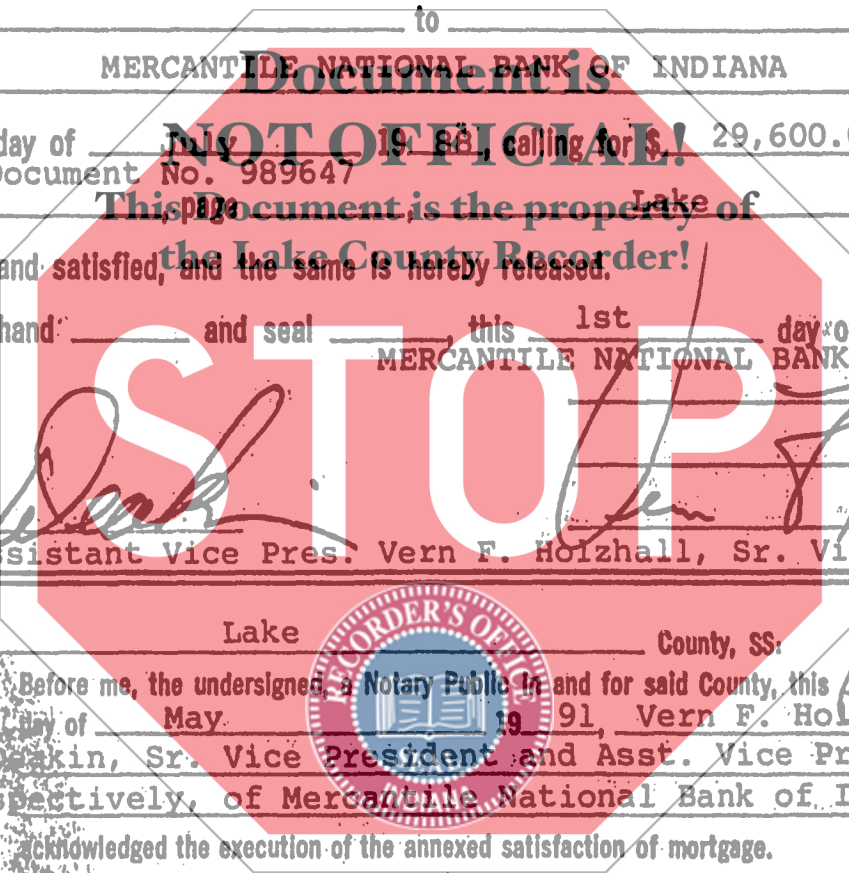 to
MERCANTILE NATIONAL BANK OF INDIANA
Document is
day of July 19 88, calling for $ 29,600.
NOT OFFICIAL!
Document No. 989647
, page , Lake
This Document is the property of
the Lake County Recorder!
and satisfied, and the same is hereby released.
hand and seal , this 1st day o
MERCANTILE NATIONAL BANK
STOP
ssistant Vice Pres. Vern F. Holzhall, Sr. Vi
Lake County, SS:
RECORDER'S OFFICE
Before me, the undersigned, a Notary Public in and for said County, this
day of May 19 91, Vern F. Hol
kin, Sr. Vice President and Asst. Vice Pr
SEAL
spectively, of Mercantile National Bank of I
INDIANA
acknowledged the execution of the annexed satisfaction of mortgage.